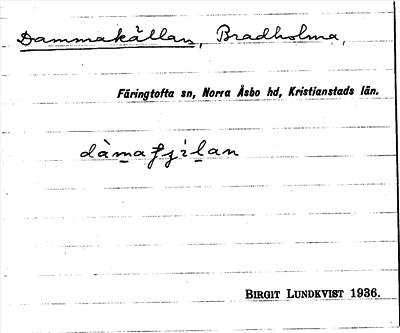 Dammakällan, Bradholma,
Färingtofta sn, Norra Åsbo hd, Kristianstads län.
BIRGIT LUNDKVIST 1936.